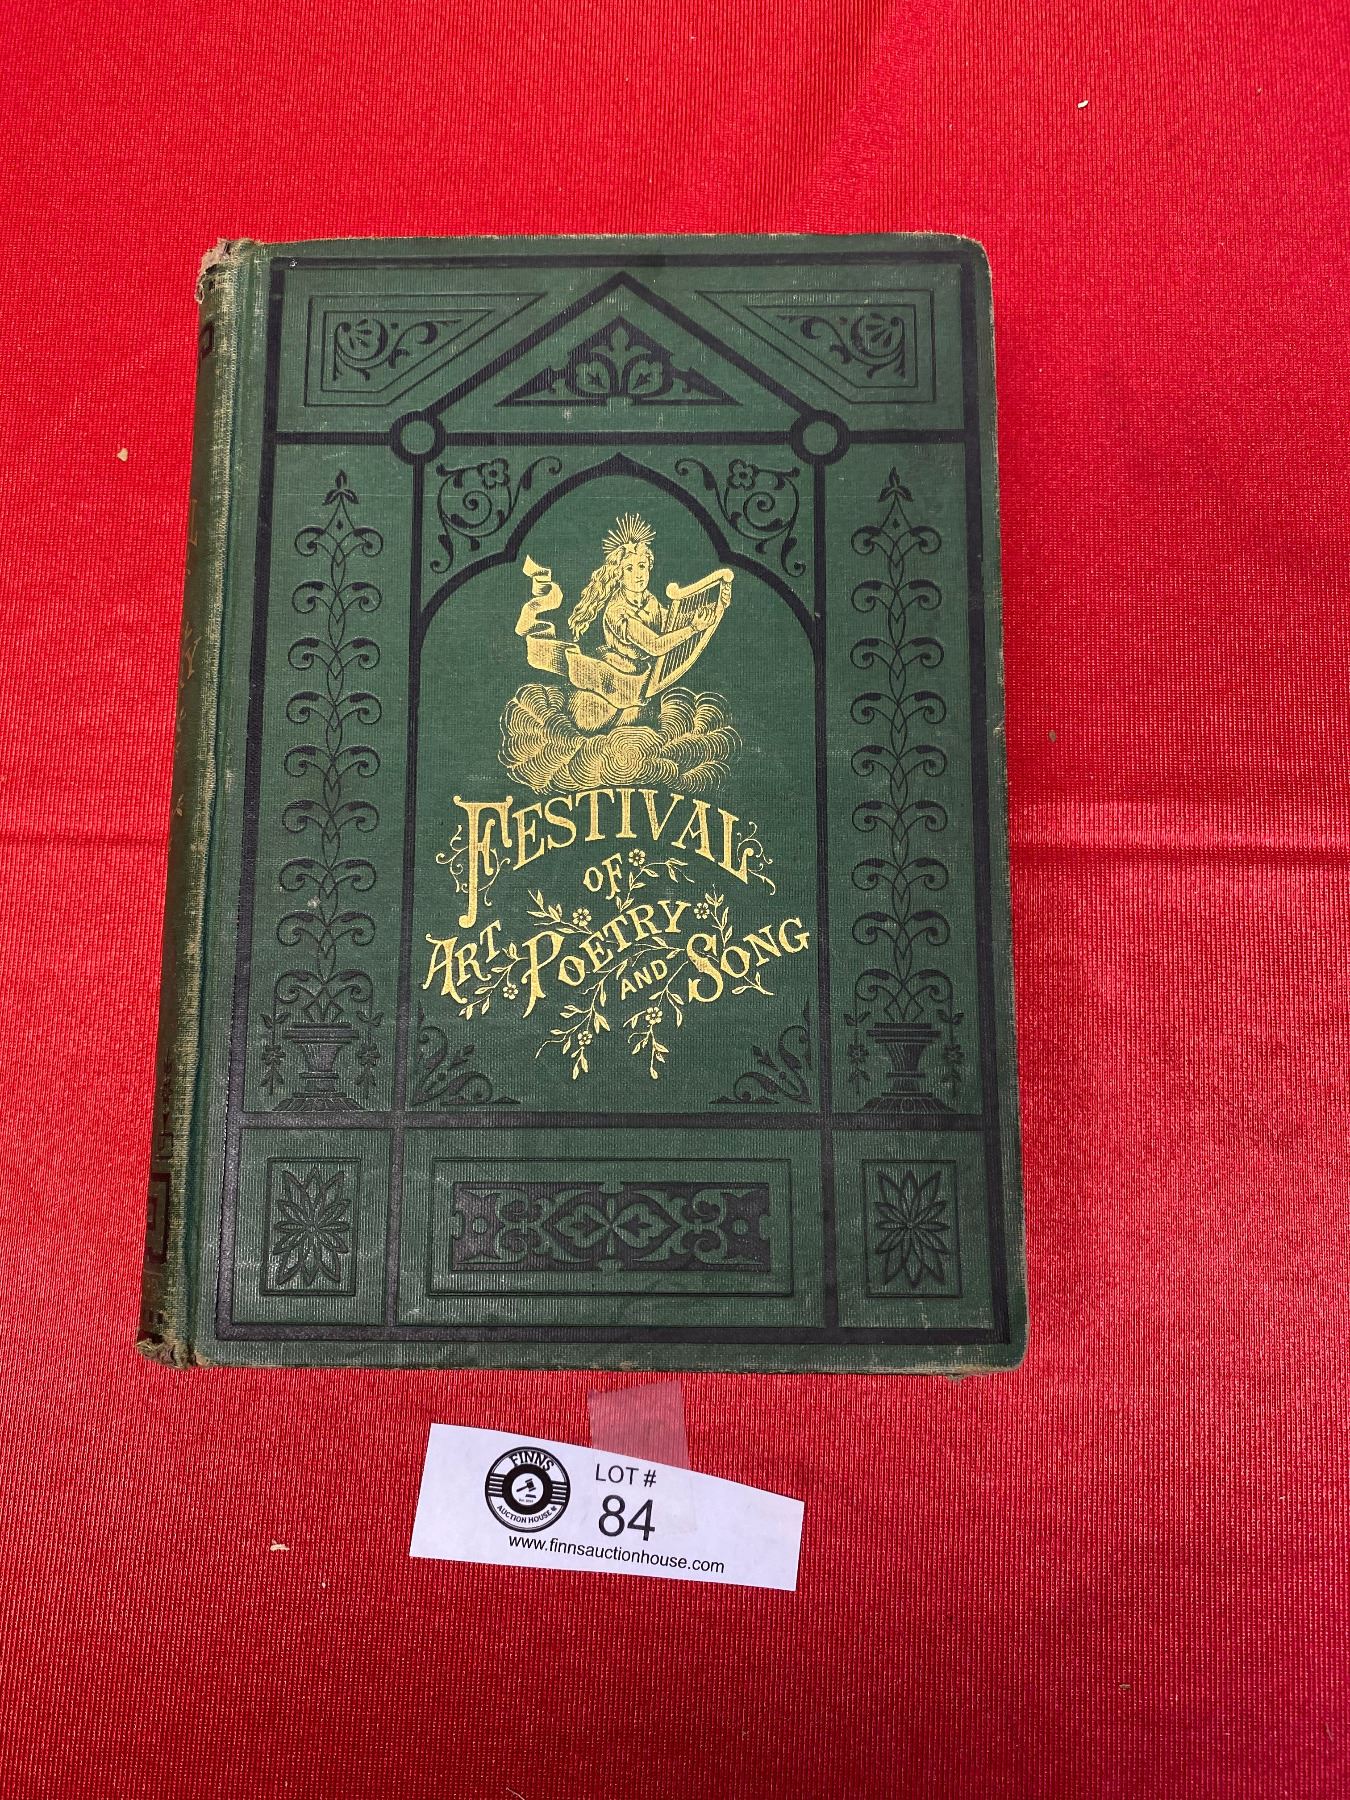 FESTIVAL
OF
ART, POETRY
AND SONG
FINNS
AUCTION HOUSE
LOT #
84
www.finnsauctionhouse.com